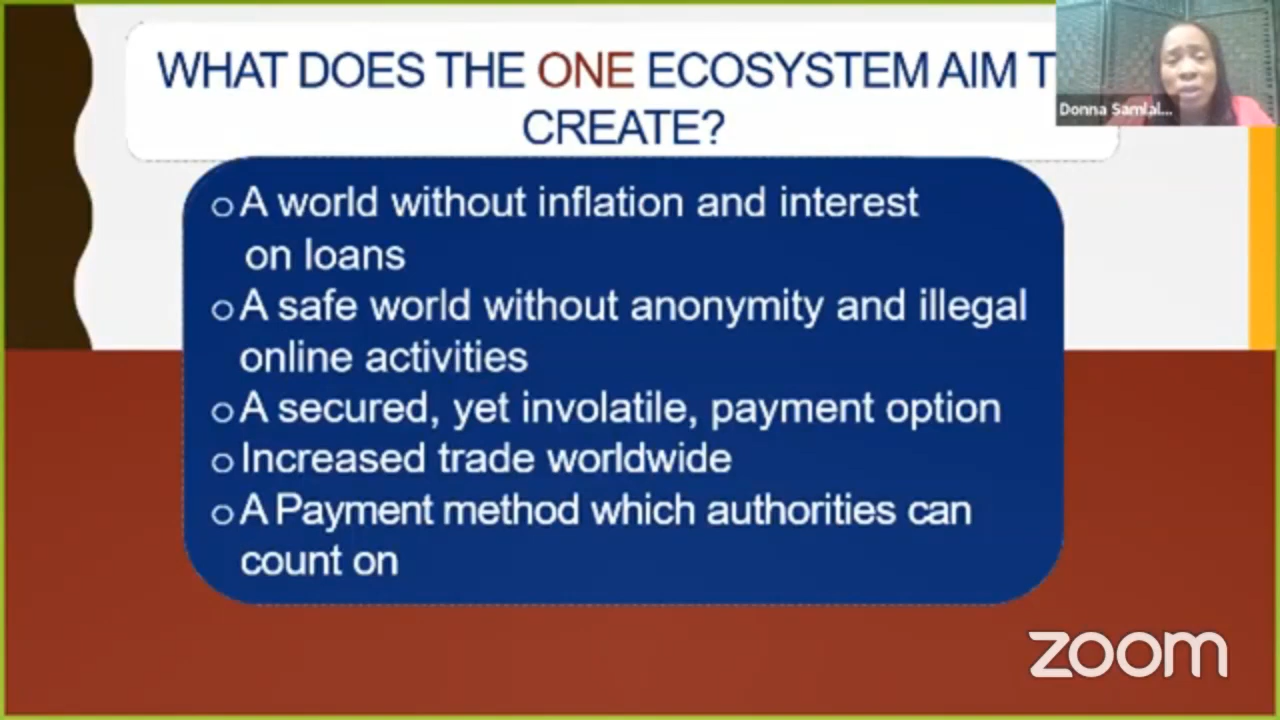 WHAT DOES THE ONE ECOSYSTEM AIM T
CREATE?
Donna Samlal...
o A world without inflation and interest
on loans
o A safe world without anonymity and illegal
online activities
o A secured, yet involatile, payment option
o Increased trade worldwide
o A Payment method which authorities can
count on
zoom